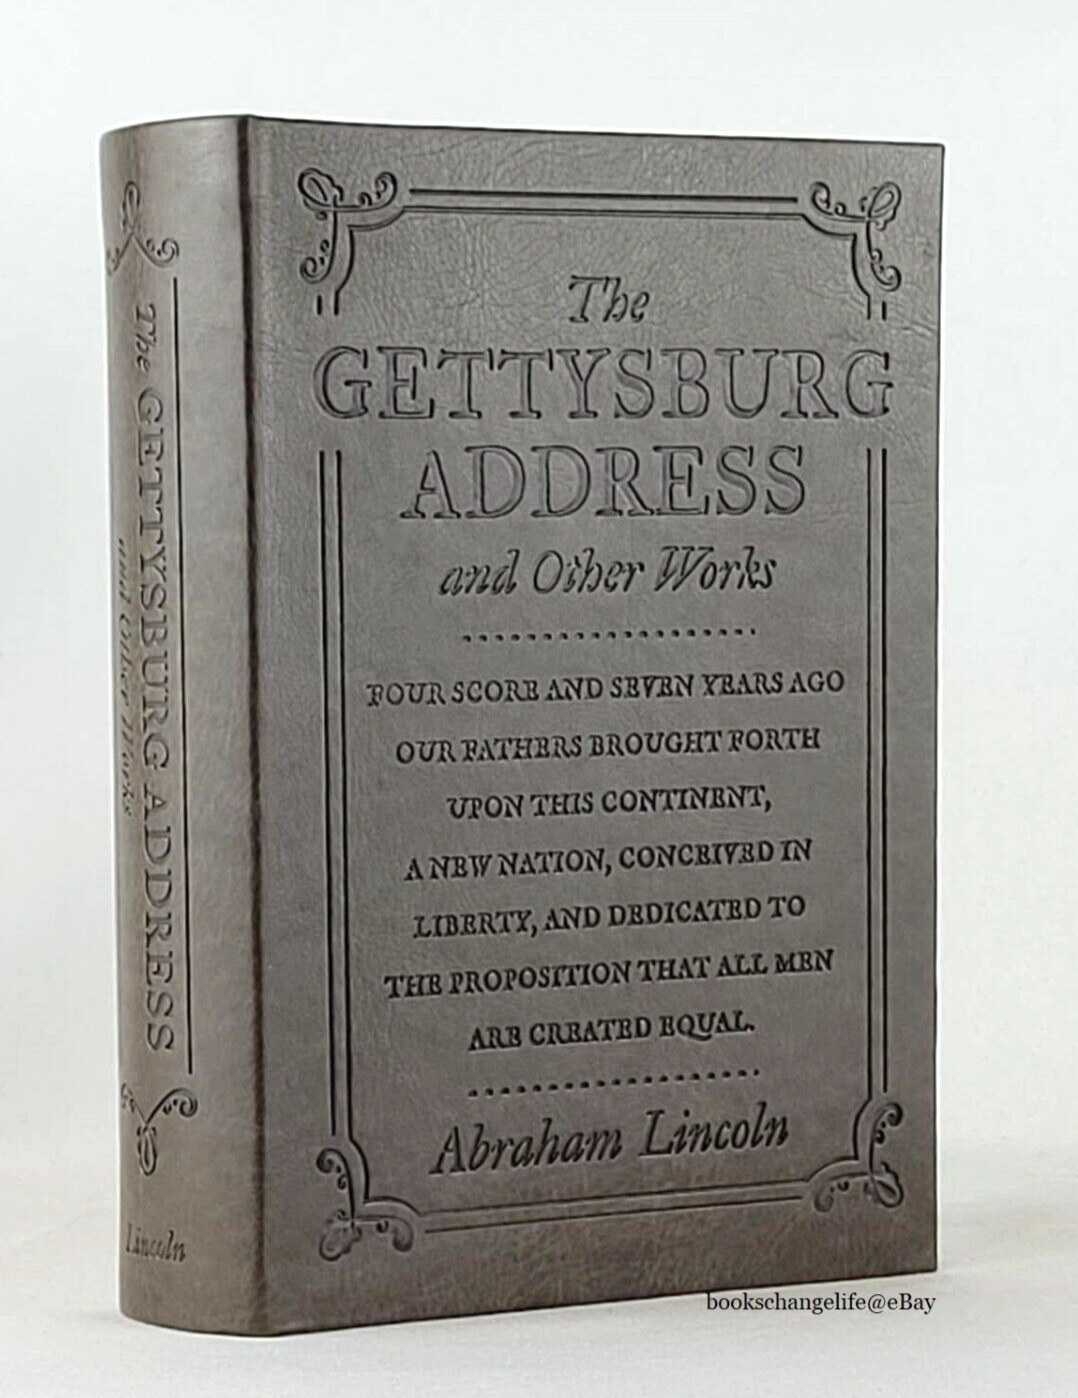 The
GETTYSBURG
ADDRESS
and Other Works
FOUR SCORE AND SEVEN YEARS AGO
OUR FATHERS BROUGHT FORTH
UPON THIS CONTINENT,
A NEW NATION, CONCEIVED IN
LIBERTY, AND DEDICATED TO
THE PROPOSITION THAT ALL MEN
ARE CREATED EQUAL.
Abraham Lincoln
The GETTYSBURG ADDRESS
and Other Works
Lincoln
bookschangelife@eBay